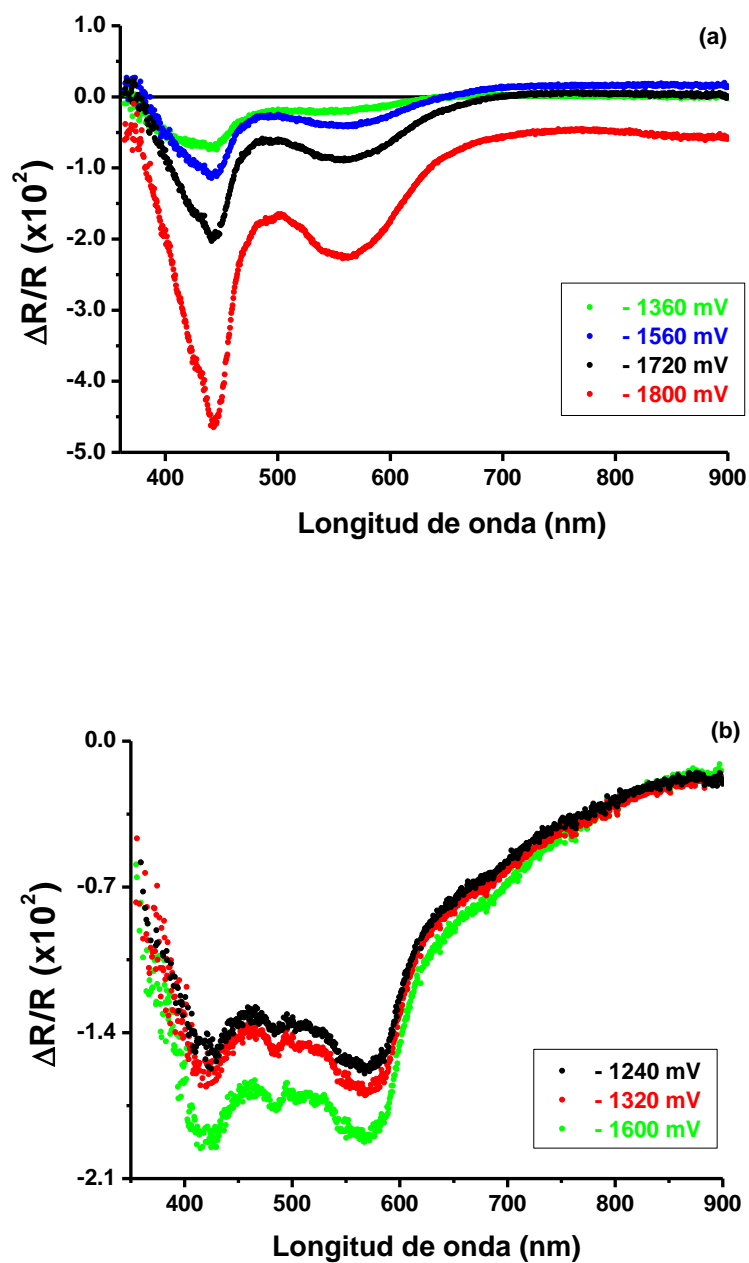 (a)
1.0
0.0
-1.0
-2.0
-3.0
-4.0
-5.0
ΔR/R (x10²)
- 1360 mV
- 1560 mV
- 1720 mV
- 1800 mV
400 500 600 700 800 900
Longitud de onda (nm)
(b)
0.0
-0.7
-1.4
-2.1
ΔR/R (x10²)
- 1240 mV
- 1320 mV
- 1600 mV
400 500 600 700 800 900
Longitud de onda (nm)